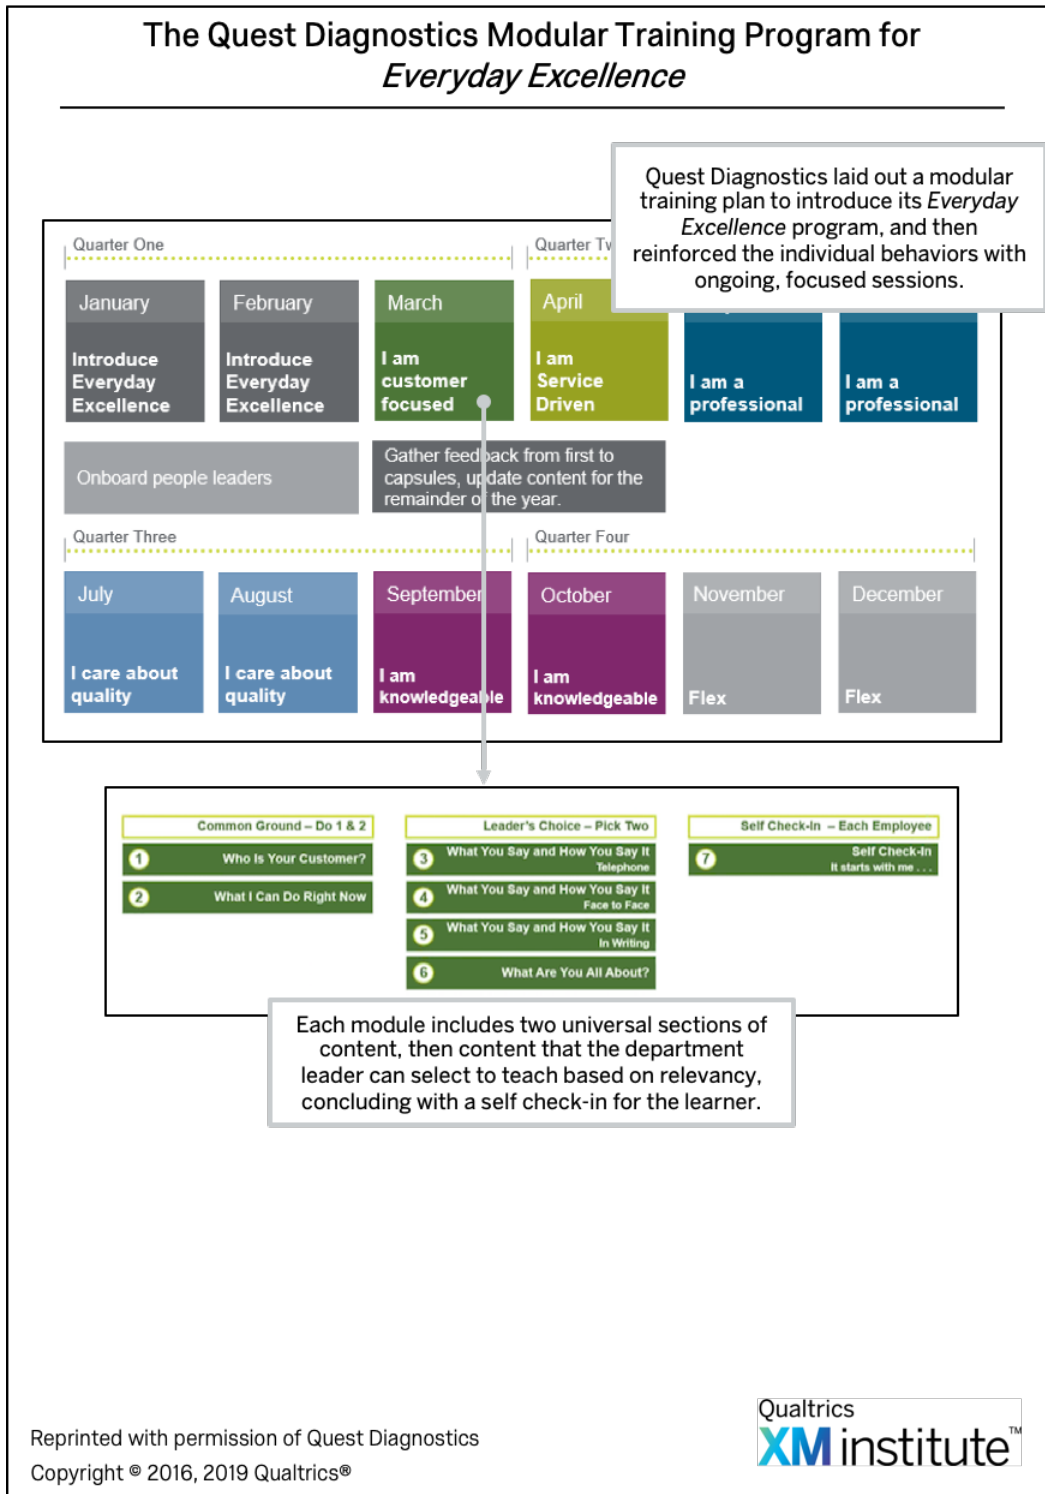 The Quest Diagnostics Modular Training Program for
Everyday Excellence
Quest Diagnostics laid out a modular
training plan to introduce its Everyday
Excellence program, and then
reinforced the individual behaviors with
ongoing, focused sessions.
Quarter One
Quarter
January
Introduce
Everyday
Excellence
February
Introduce
Everyday
Excellence
March
I am
customer
focused
April
I am
Service
Driven
I am a
professional
I am a
professional
Onboard people leaders
Gather feedback from first to
capsules, update content for the
remainder of the year.
Quarter Three
Quarter Four
July
I care about
quality
August
I care about
quality
September
I am
knowledgeable
October
I am
knowledgeable
November
Flex
December
Flex
Common Ground – Do 1 & 2
1 Who Is Your Customer?
2 What I Can Do Right Now
Leader's Choice – Pick Two
3 What You Say and How You Say It
Telephone
4 What You Say and How You Say It
Face to Face
5 What You Say and How You Say It
In Writing
6 What Are You All About?
Self Check-In – Each Employee
7 Self Check-In
It starts with me . . .
Each module includes two universal sections of
content, then content that the department
leader can select to teach based on relevancy,
concluding with a self check-in for the learner.
Reprinted with permission of Quest Diagnostics
Copyright © 2016, 2019 Qualtrics®
Qualtrics
XM institute™